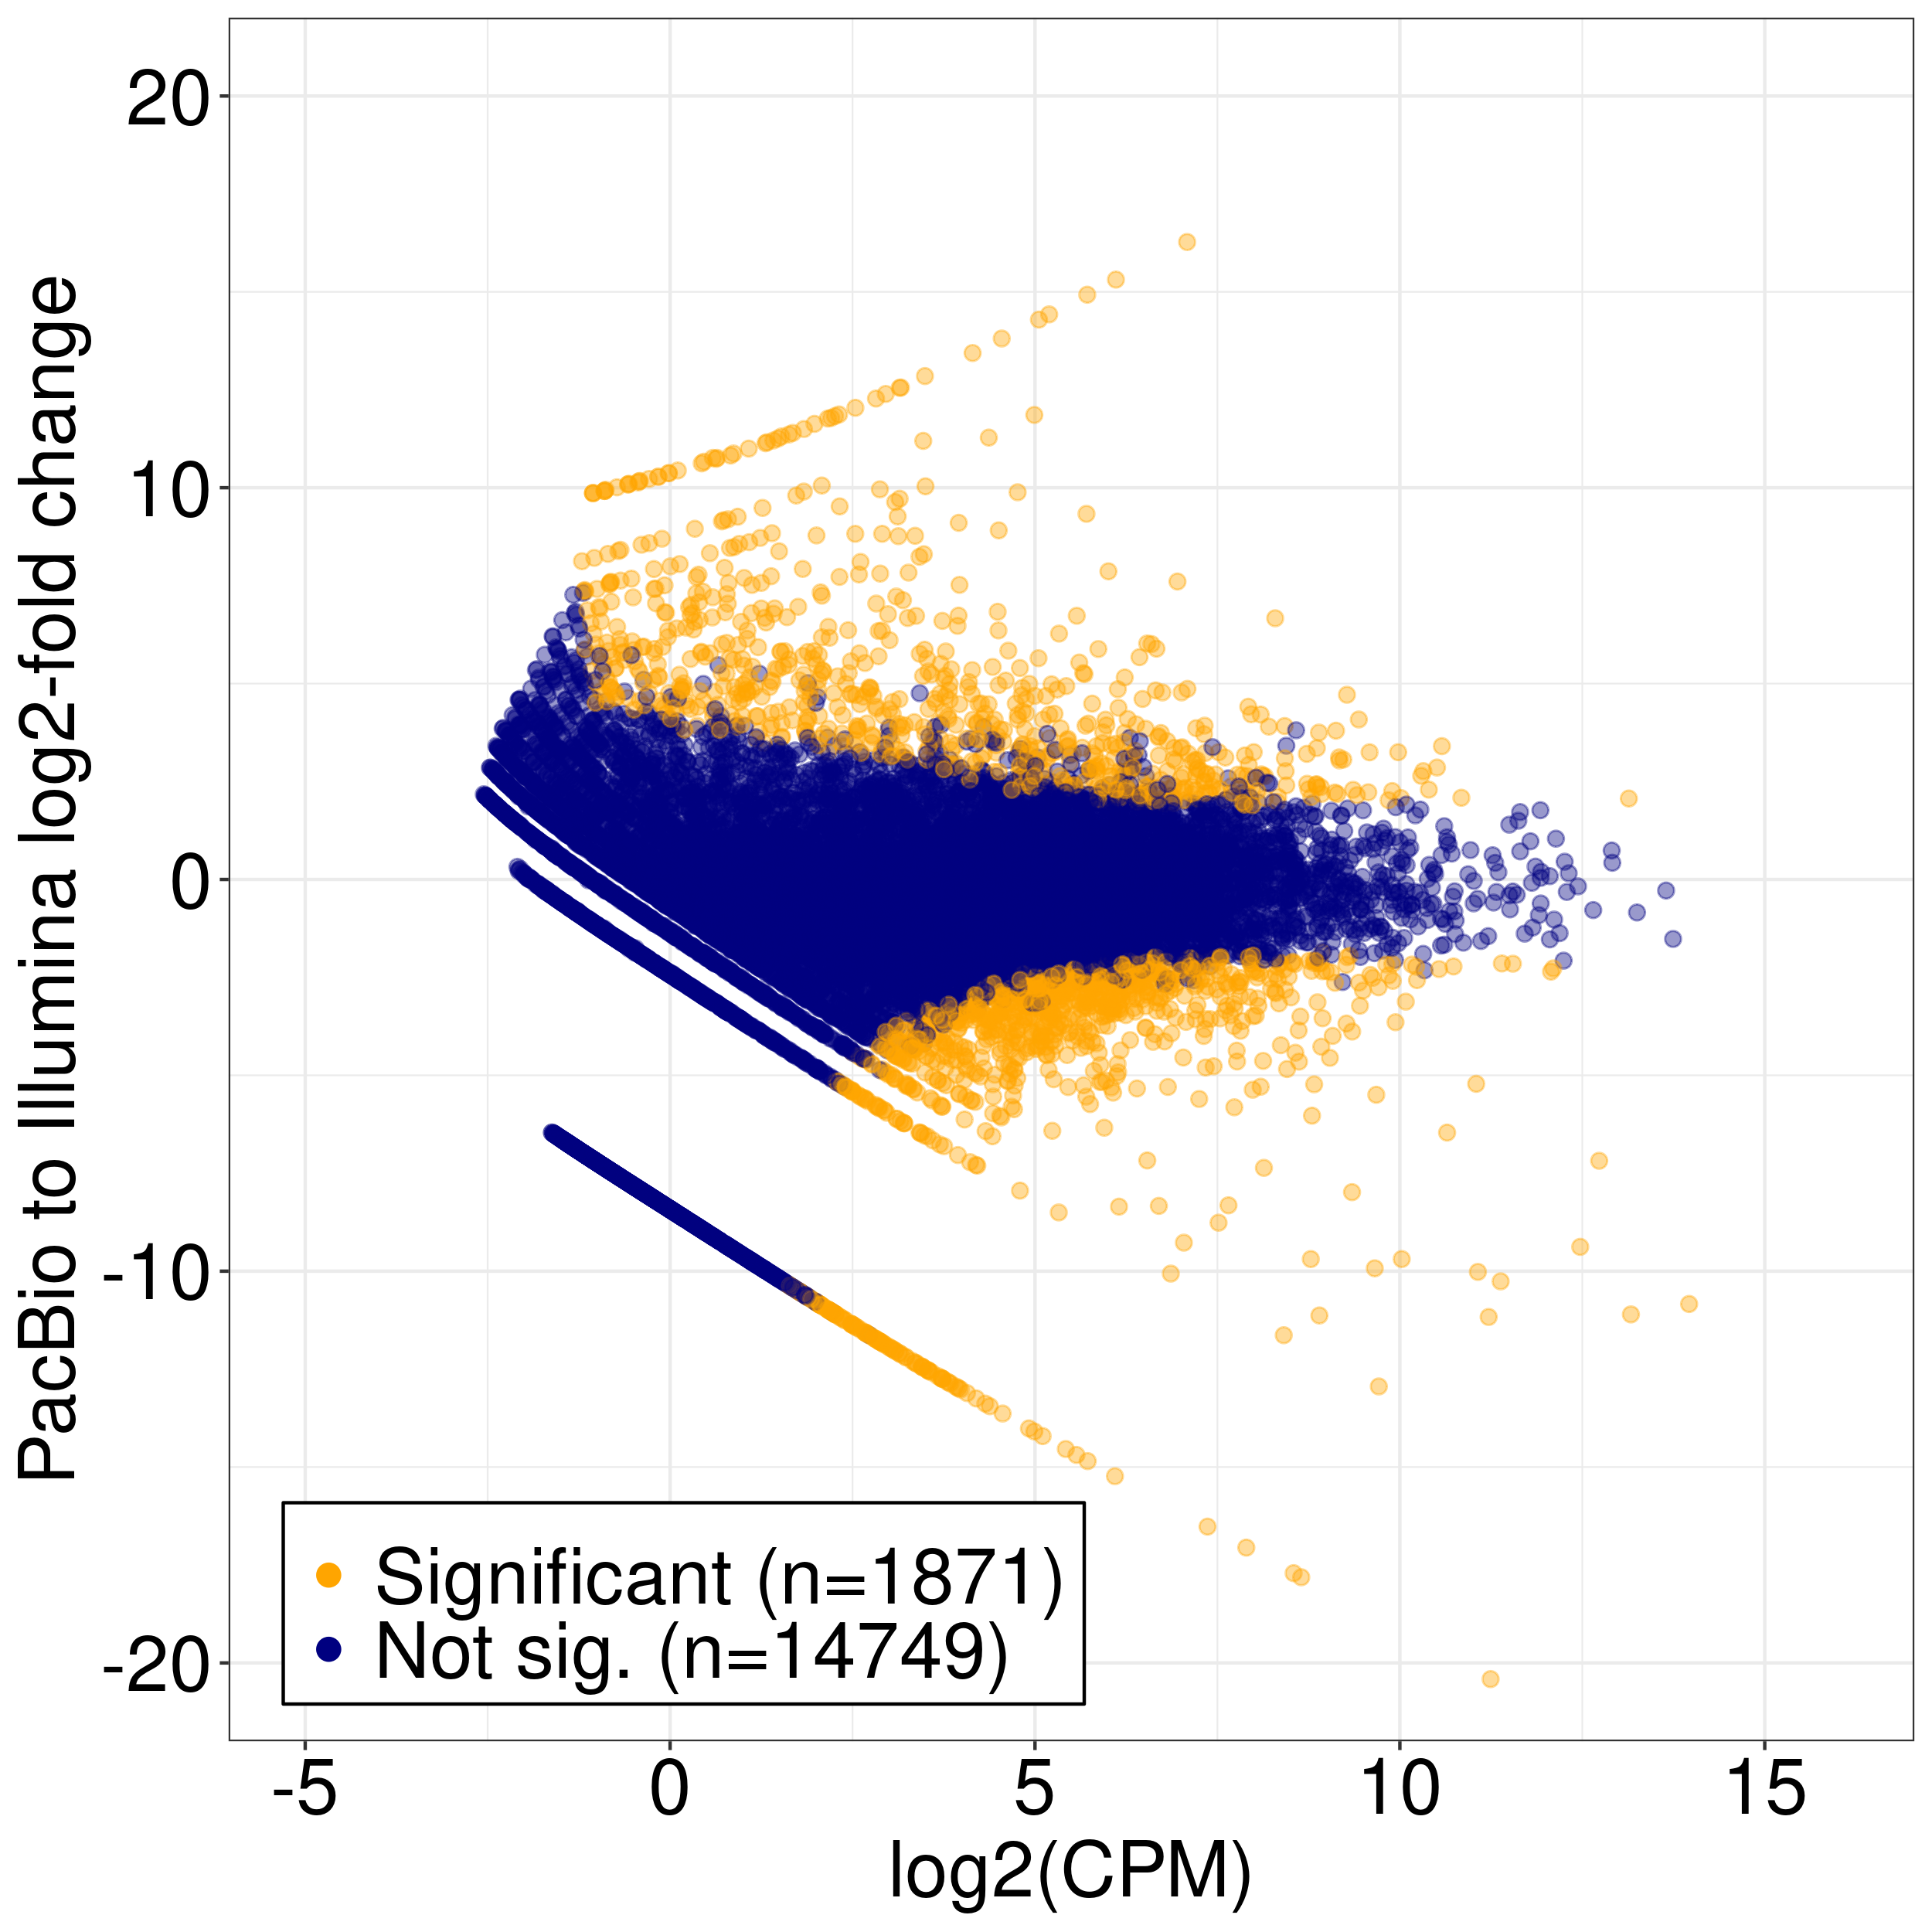 PacBio to Illumina log2-fold change
20
10
0
-10
-20
Significant (n=1871)
Not sig. (n=14749)
-5 0 5 10 15
log2(CPM)